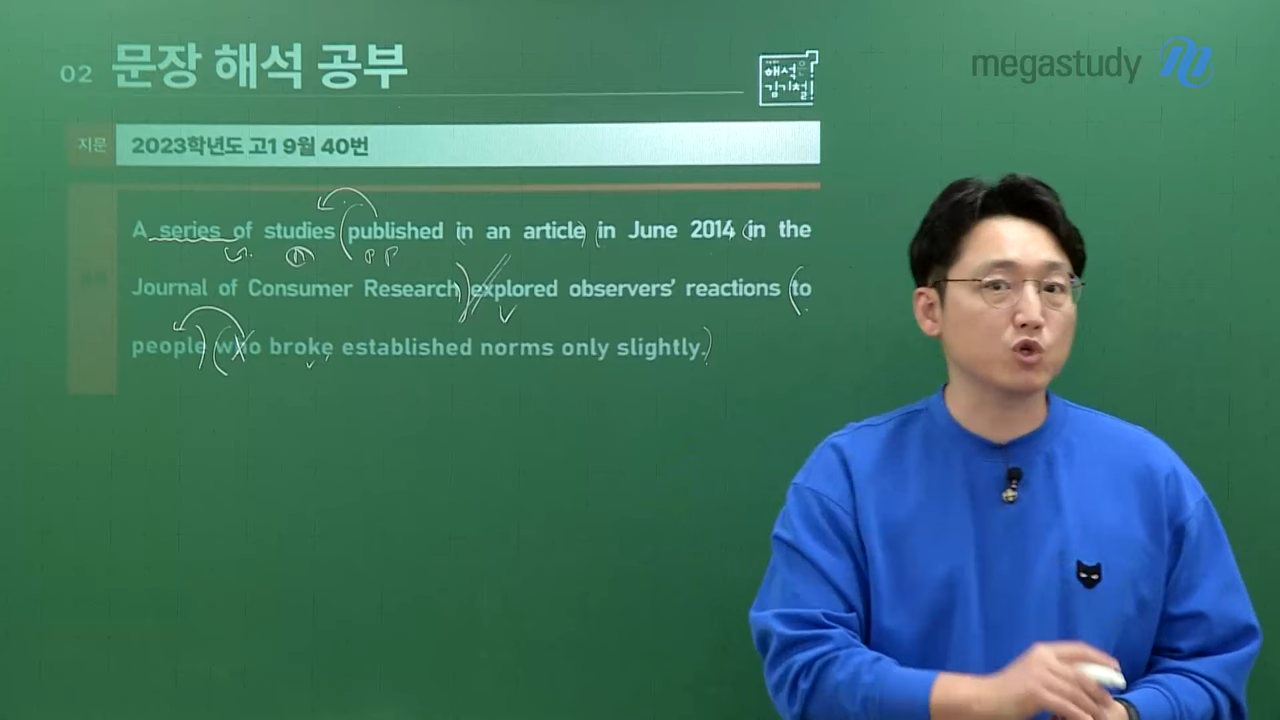 02 문장 해석 공부
해석은
김기철!
megastudy
지문
2023학년도 고1 9월 40번
A series of studies published in an article in June 2014 in the
Journal of Consumer Research explored observers' reactions to
people who broke established norms only slightly.
n
pp
v
v